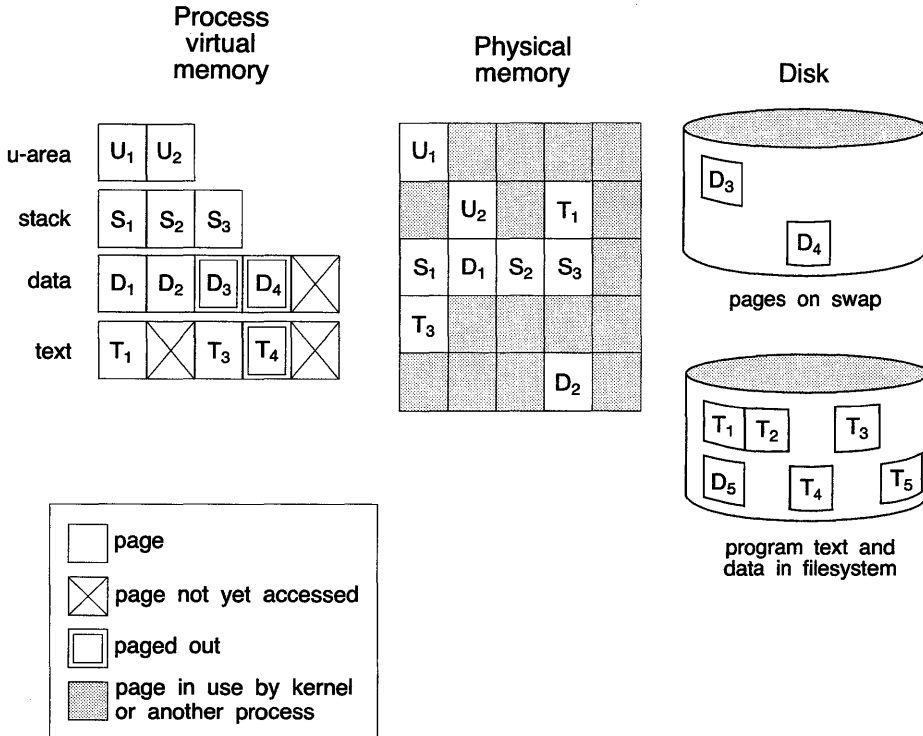 Process
virtual
memory
Physical
memory
Disk
u-area
U₁ U₂
stack
S₁ S₂ S₃
data
D₁ D₂ D₃ D₄
text
T₁ T₃ T₄
U₁
U₂ T₁
S₁ D₁ S₂ S₃
T₃
D₂
D₃
D₄
pages on swap
T₁ T₂ T₃
D₅ T₄ T₅
program text and
data in filesystem
page
page not yet accessed
paged out
page in use by kernel
or another process